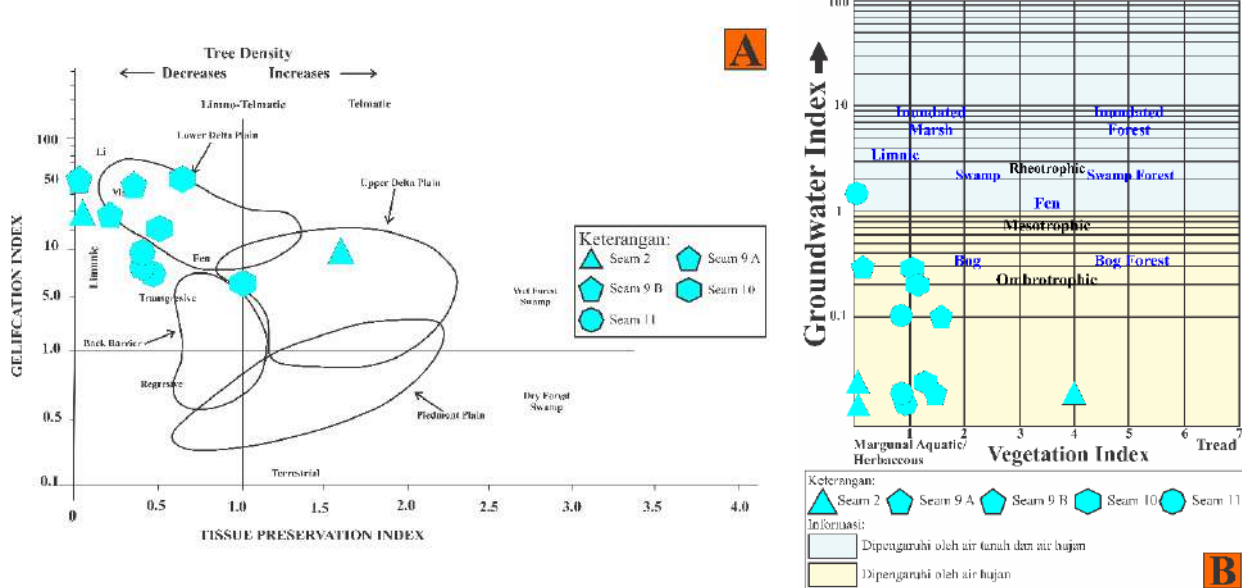 A
Tree Density
Decreases Increases
Limno-Telmatic Telmatic
Lower Delta Plain
Li
Upper Delta Plain
Limnic
Fen
Transgresive
Back Barrier
Regresive
Wet Forest
Swamp
Dry Forest
Swamp
Piedmont Plain
Terrestrial
GELIFCATION INDEX
100
50
10
5.0
1.0
0.5
0.1
0 0.5 1.0 1.5 2.0 2.5 3.0 3.5 4.0
TISSUE PRESERVATION INDEX
Keterangan:
Seam 2 Seam 9 A
Seam 9 B Seam 10
Seam 11
Groundwater Index
100
10
1
0.1
Inundated Inundated
Marsh Forest
Limnic
Rheotrophic
Swamp Swamp Forest
Fen
Mesotrophic
Bog Bog Forest
Ombrotrophic
1 2 3 4 5 6 7
Margunal Aquatic/
Herbaceous
Vegetation Index
Tread
Keterangan:
Seam 2 Seam 9 A Seam 9 B Seam 10 Seam 11
Informasi:
Dipengaruhi oleh air tanah dan air hujan
Dipengaruhi oleh air hujan
B